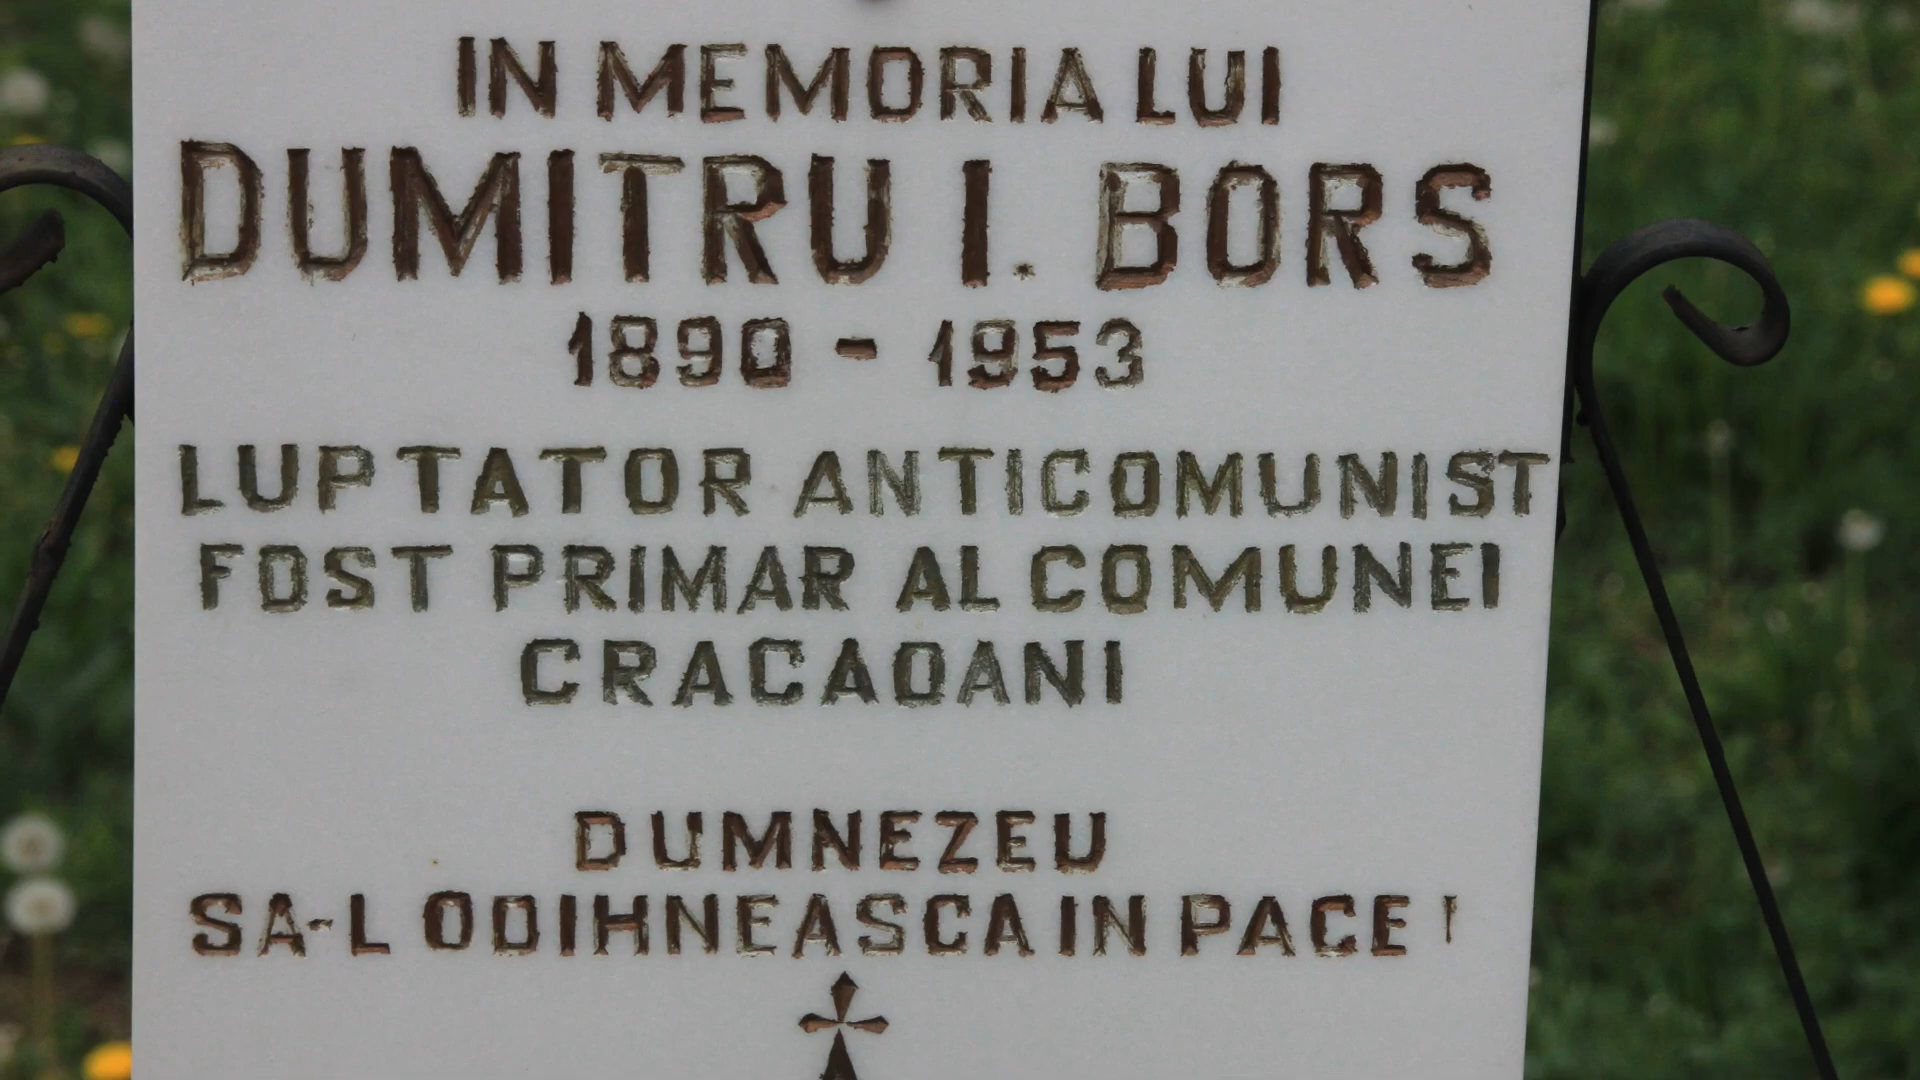 IN MEMORIA LUI
DUMITRU I. BORS
1890 - 1953
LUPTATOR ANTICOMUNIST
FOST PRIMAR AL COMUNEI
CRACAOANI
DUMNEZEU
SA-L ODIHNEASCA IN PACE !